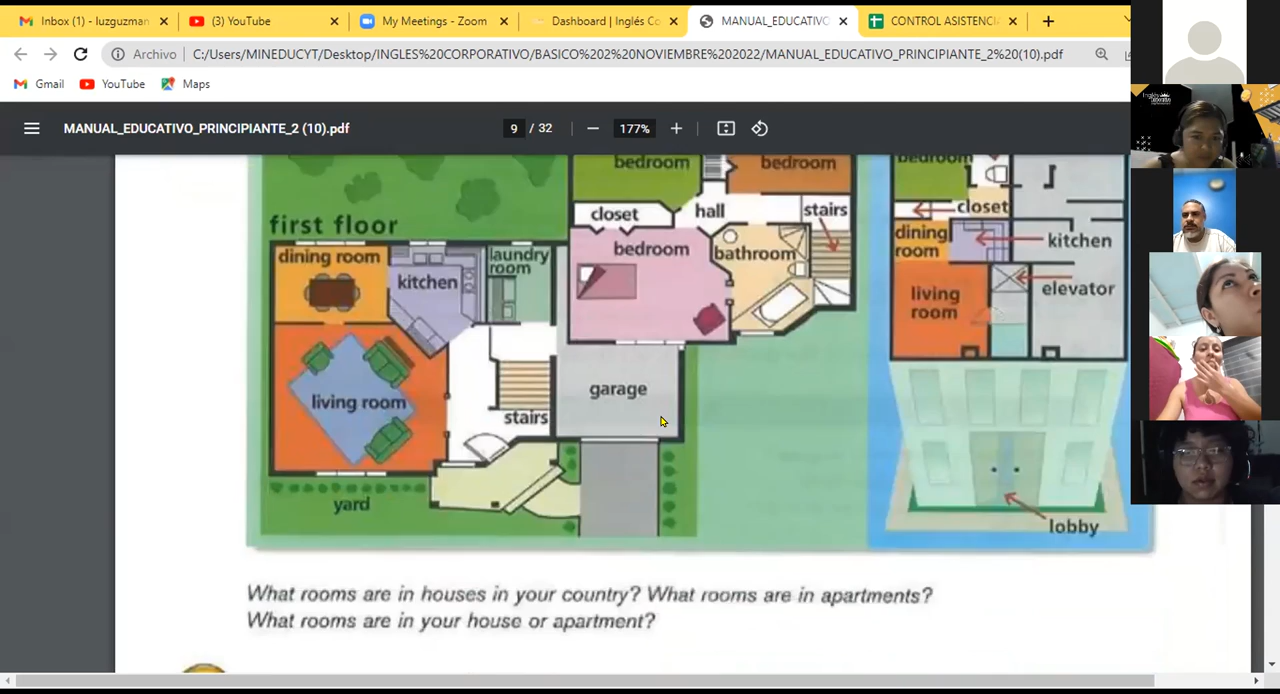 Inbox (1) - luzguzman
(3) YouTube
My Meetings - Zoom
Dashboard | Inglés Co
MANUAL_EDUCATIVO
CONTROL ASISTENCI
Archivo
C:/Users/MINEDUCYT/Desktop/INGLES%20CORPORATIVO/BASICO%202%20NOVIEMBRE%202022/MANUAL_EDUCATIVO_PRINCIPIANTE_2%20(10).pdf
Gmail
YouTube
Maps
MANUAL_EDUCATIVO_PRINCIPIANTE_2 (10).pdf
9 / 32
177%
bedroom
bedroom
bedroom
closet
hall
stairs
closet
first floor
dining room
kitchen
laundry
room
bedroom
bathroom
dining
room
kitchen
elevator
living
room
living room
garage
stairs
yard
lobby
What rooms are in houses in your country? What rooms are in apartments?
What rooms are in your house or apartment?